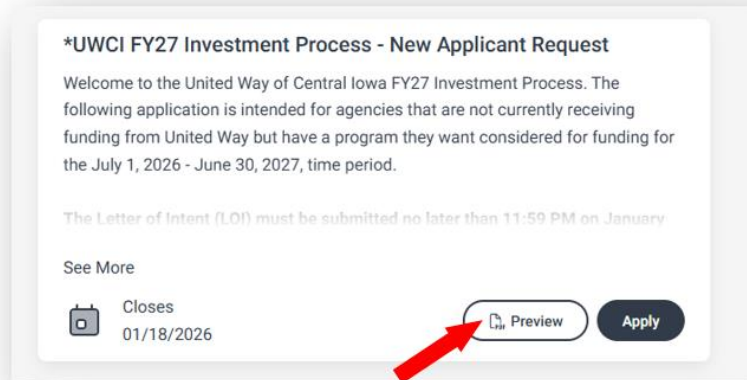 *UWCI FY27 Investment Process - New Applicant Request
Welcome to the United Way of Central Iowa FY27 Investment Process. The
following application is intended for agencies that are not currently receiving
funding from United Way but have a program they want considered for funding for
the July 1, 2026 - June 30, 2027, time period.
The Letter of Intent (LOI) must be submitted no later than 11:59 PM on January
See More
Closes
01/18/2026
PDF Preview
Apply